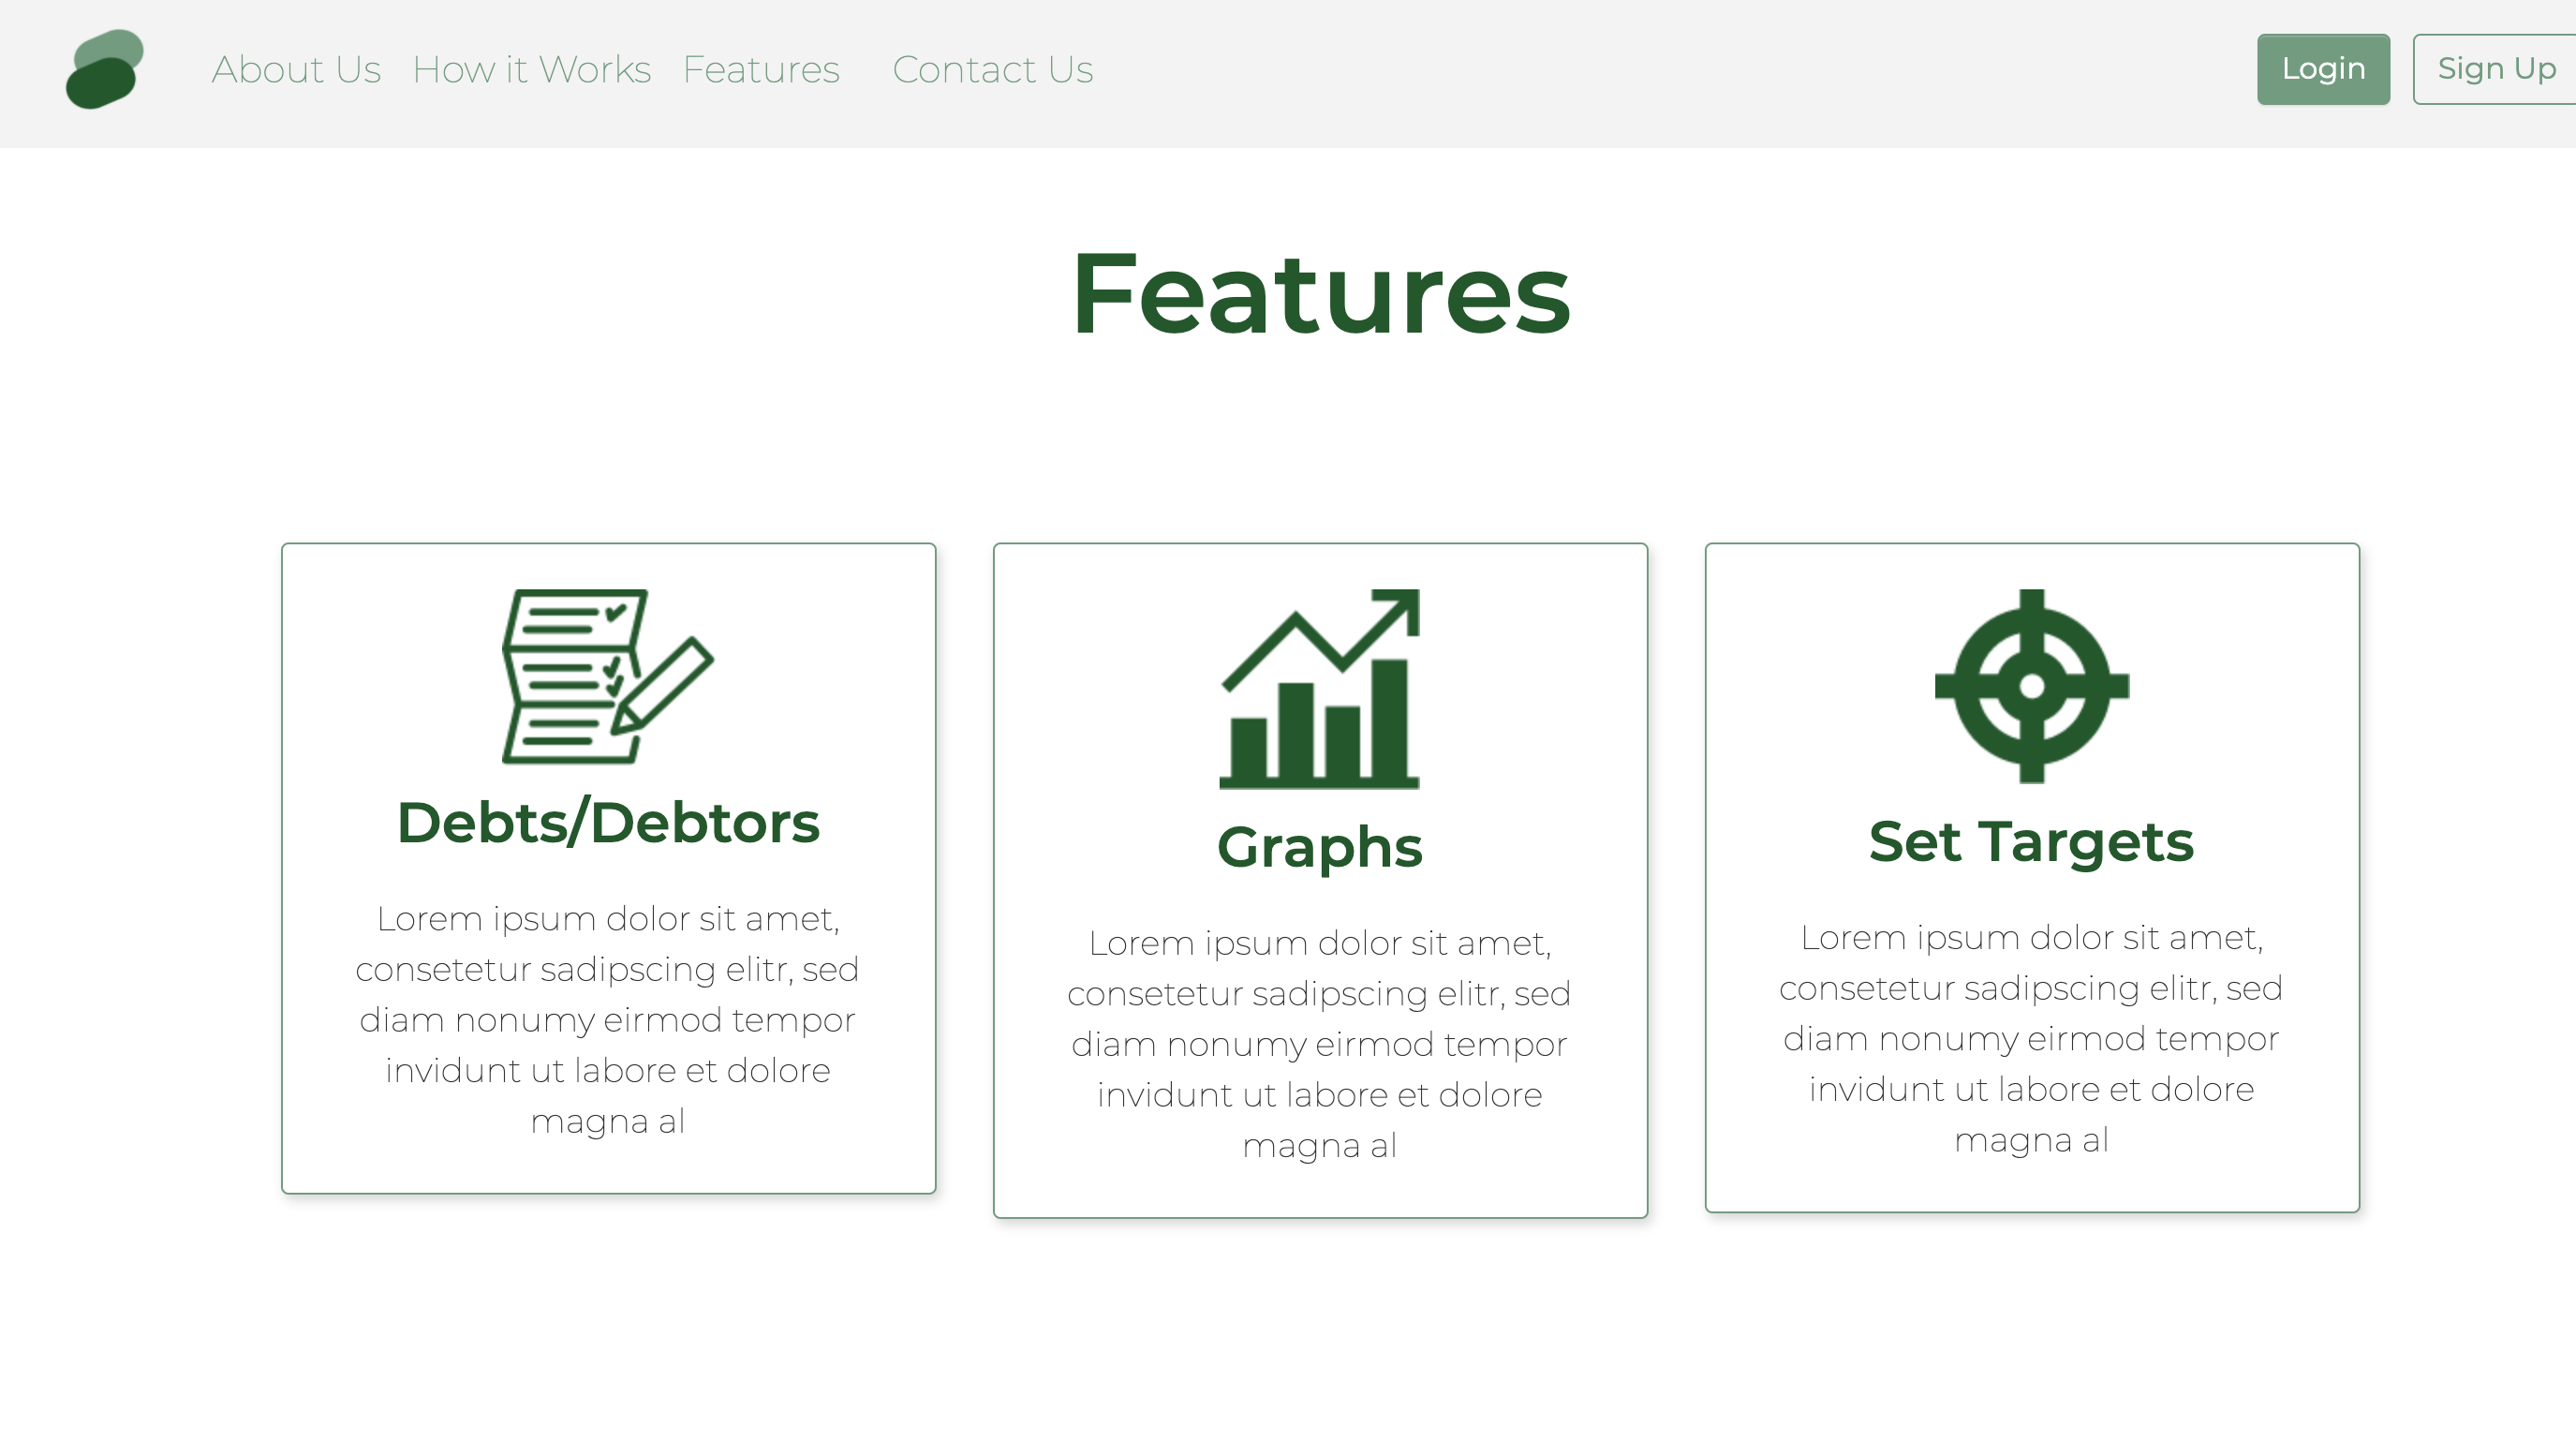 About Us How it Works Features Contact Us Login Sign Up
Features
Debts/Debtors
Lorem ipsum dolor sit amet,
consetetur sadipscing elitr, sed
diam nonumy eirmod tempor
invidunt ut labore et dolore
magna al
Graphs
Lorem ipsum dolor sit amet,
consetetur sadipscing elitr, sed
diam nonumy eirmod tempor
invidunt ut labore et dolore
magna al
Set Targets
Lorem ipsum dolor sit amet,
consetetur sadipscing elitr, sed
diam nonumy eirmod tempor
invidunt ut labore et dolore
magna al